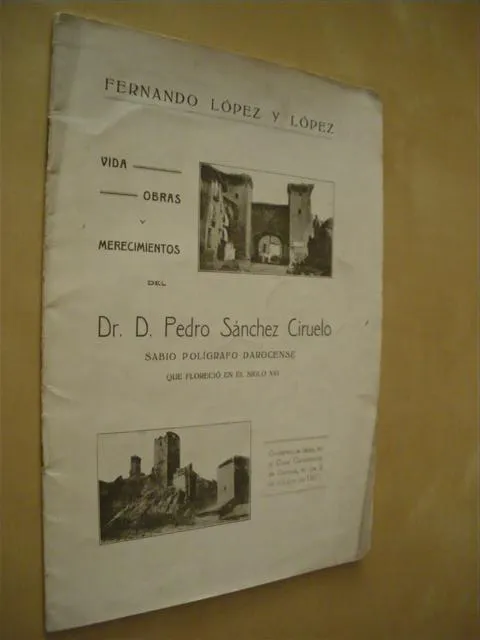 FERNANDO LÓPEZ Y LÓPEZ
VIDA
OBRAS
Y
MERECIMIENTOS
DEL
Dr. D. Pedro Sánchez Ciruelo
SABIO POLÍGRAFO DAROCENSE
QUE FLORECIÓ EN EL SIGLO XVI